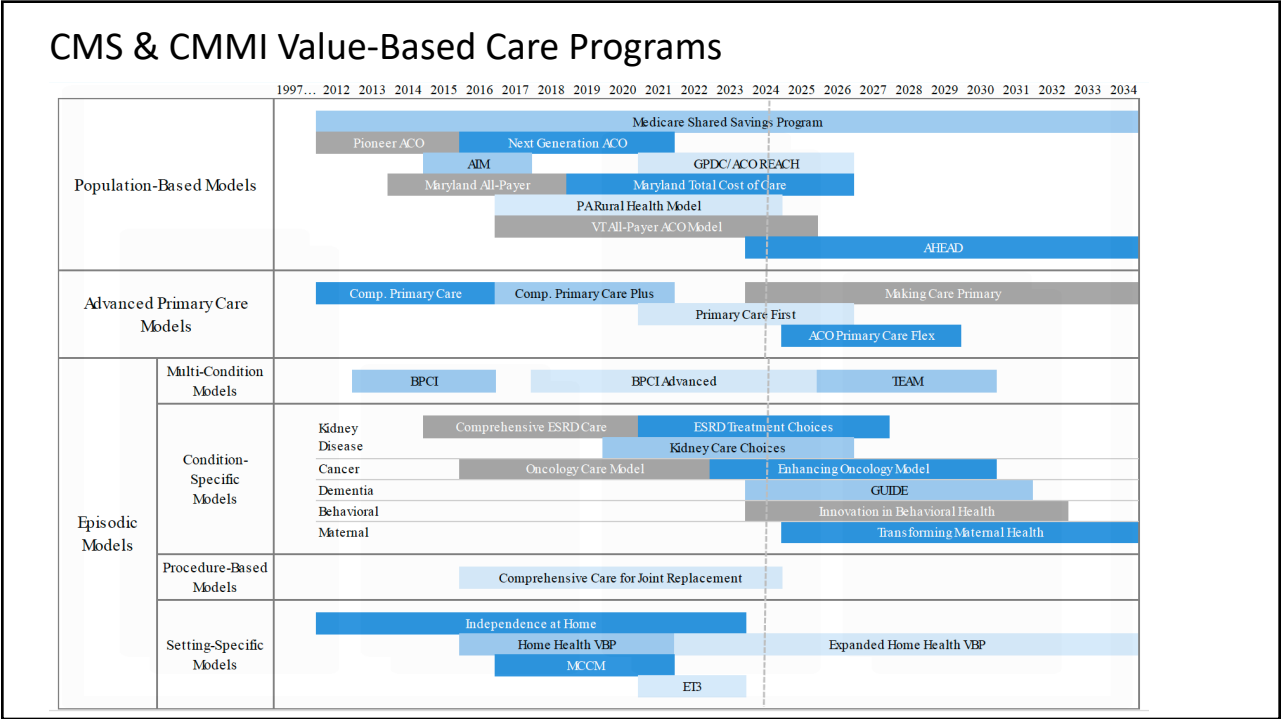 CMS & CMMI Value-Based Care Programs
1997… 2012 2013 2014 2015 2016 2017 2018 2019 2020 2021 2022 2023 2024 2025 2026 2027 2028 2029 2030 2031 2032 2033 2034
Population-Based Models
Medicare Shared Savings Program
Pioneer ACO
Next Generation ACO
AIM
GPDC/ACO REACH
Maryland All-Payer
Maryland Total Cost of Care
PA Rural Health Model
VT All-Payer ACO Model
AHEAD
Advanced Primary Care
Models
Comp. Primary Care
Comp. Primary Care Plus
Making Care Primary
Primary Care First
ACO Primary Care Flex
Episodic
Models
Multi-Condition
Models
BPCI
BPCI Advanced
TEAM
Condition-
Specific
Models
Kidney
Disease
Comprehensive ESRD Care
ESRD Treatment Choices
Kidney Care Choices
Cancer
Oncology Care Model
Enhancing Oncology Model
Dementia
GUIDE
Behavioral
Innovation in Behavioral Health
Maternal
Transforming Maternal Health
Procedure-Based
Models
Comprehensive Care for Joint Replacement
Setting-Specific
Models
Independence at Home
Home Health VBP
Expanded Home Health VBP
MCCM
ET3